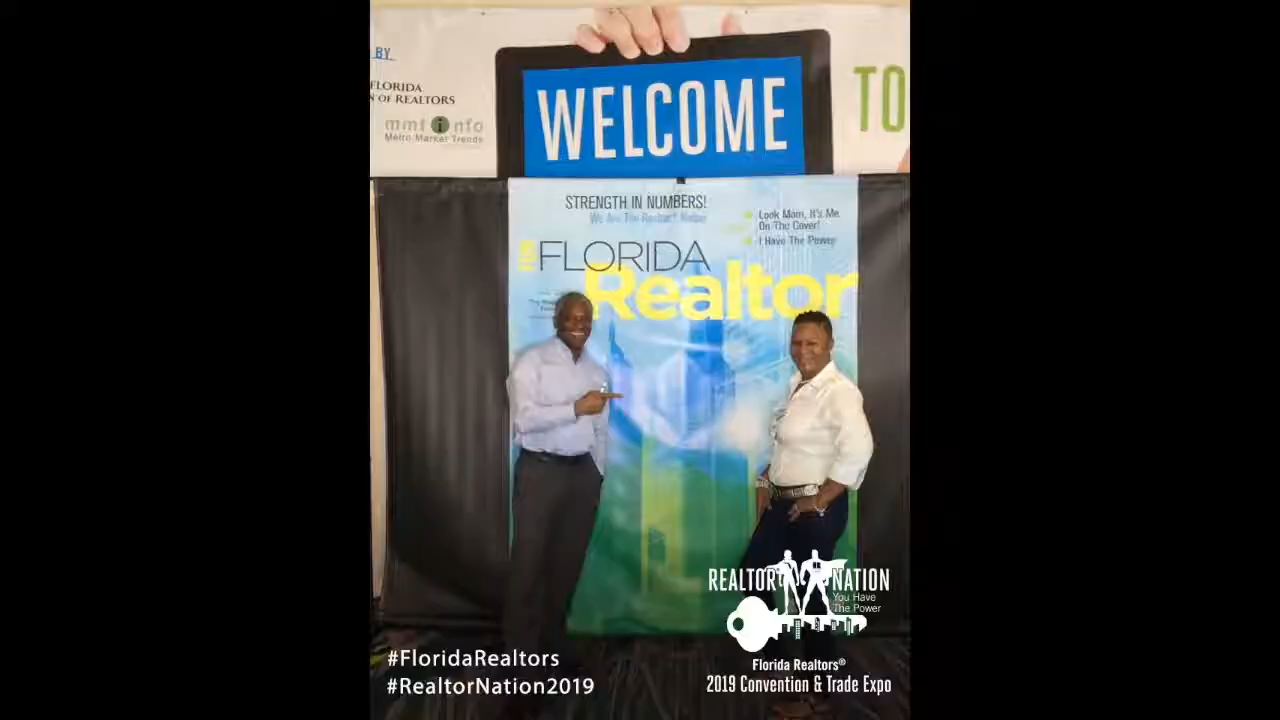 BY
FLORIDA
N OF REALTORS
mmt info
Metro Market Trends
WELCOME
TO
STRENGTH IN NUMBERS!
We Are The Realtor® Nation
Look Mom, It's Me
On The Cover!
I Have The Power
FLORIDA
Realtor
REALTOR NATION
You Have
The Power
#FloridaRealtors
#RealtorNation2019
Florida Realtors®
2019 Convention & Trade Expo